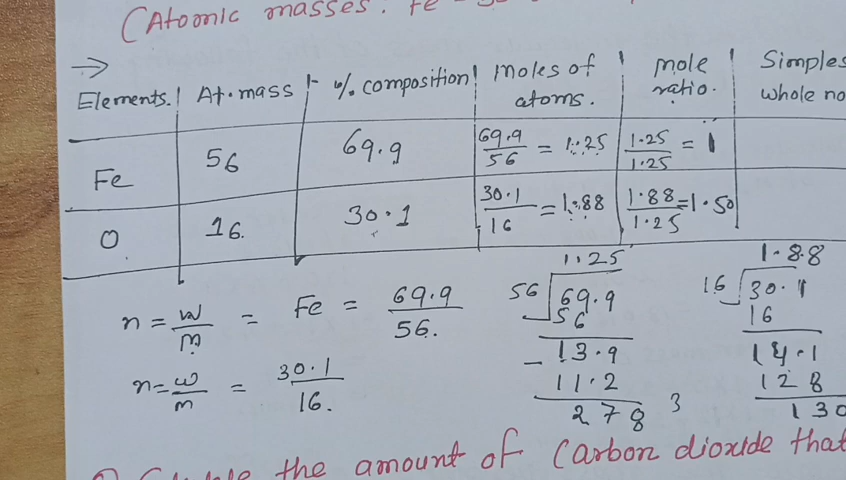 (Atomic masses: Fe
→ Elements. At. mass % composition moles of atoms. mole ratio. Simples whole no
Fe 56 69.9 69.9/56 = 1.25 1.25/1.25 = 1
O 16 30.1 30.1/16 = 1.88 1.88/1.25 = 1.50
n = w/m = Fe = 69.9/56.
n = w/m = 30.1/16.
1.25
56 69.9
56
- 13.9
11.2
278 3
1.88
16 30.1
16
14.1
128
130
the amount of Carbon dioxide that